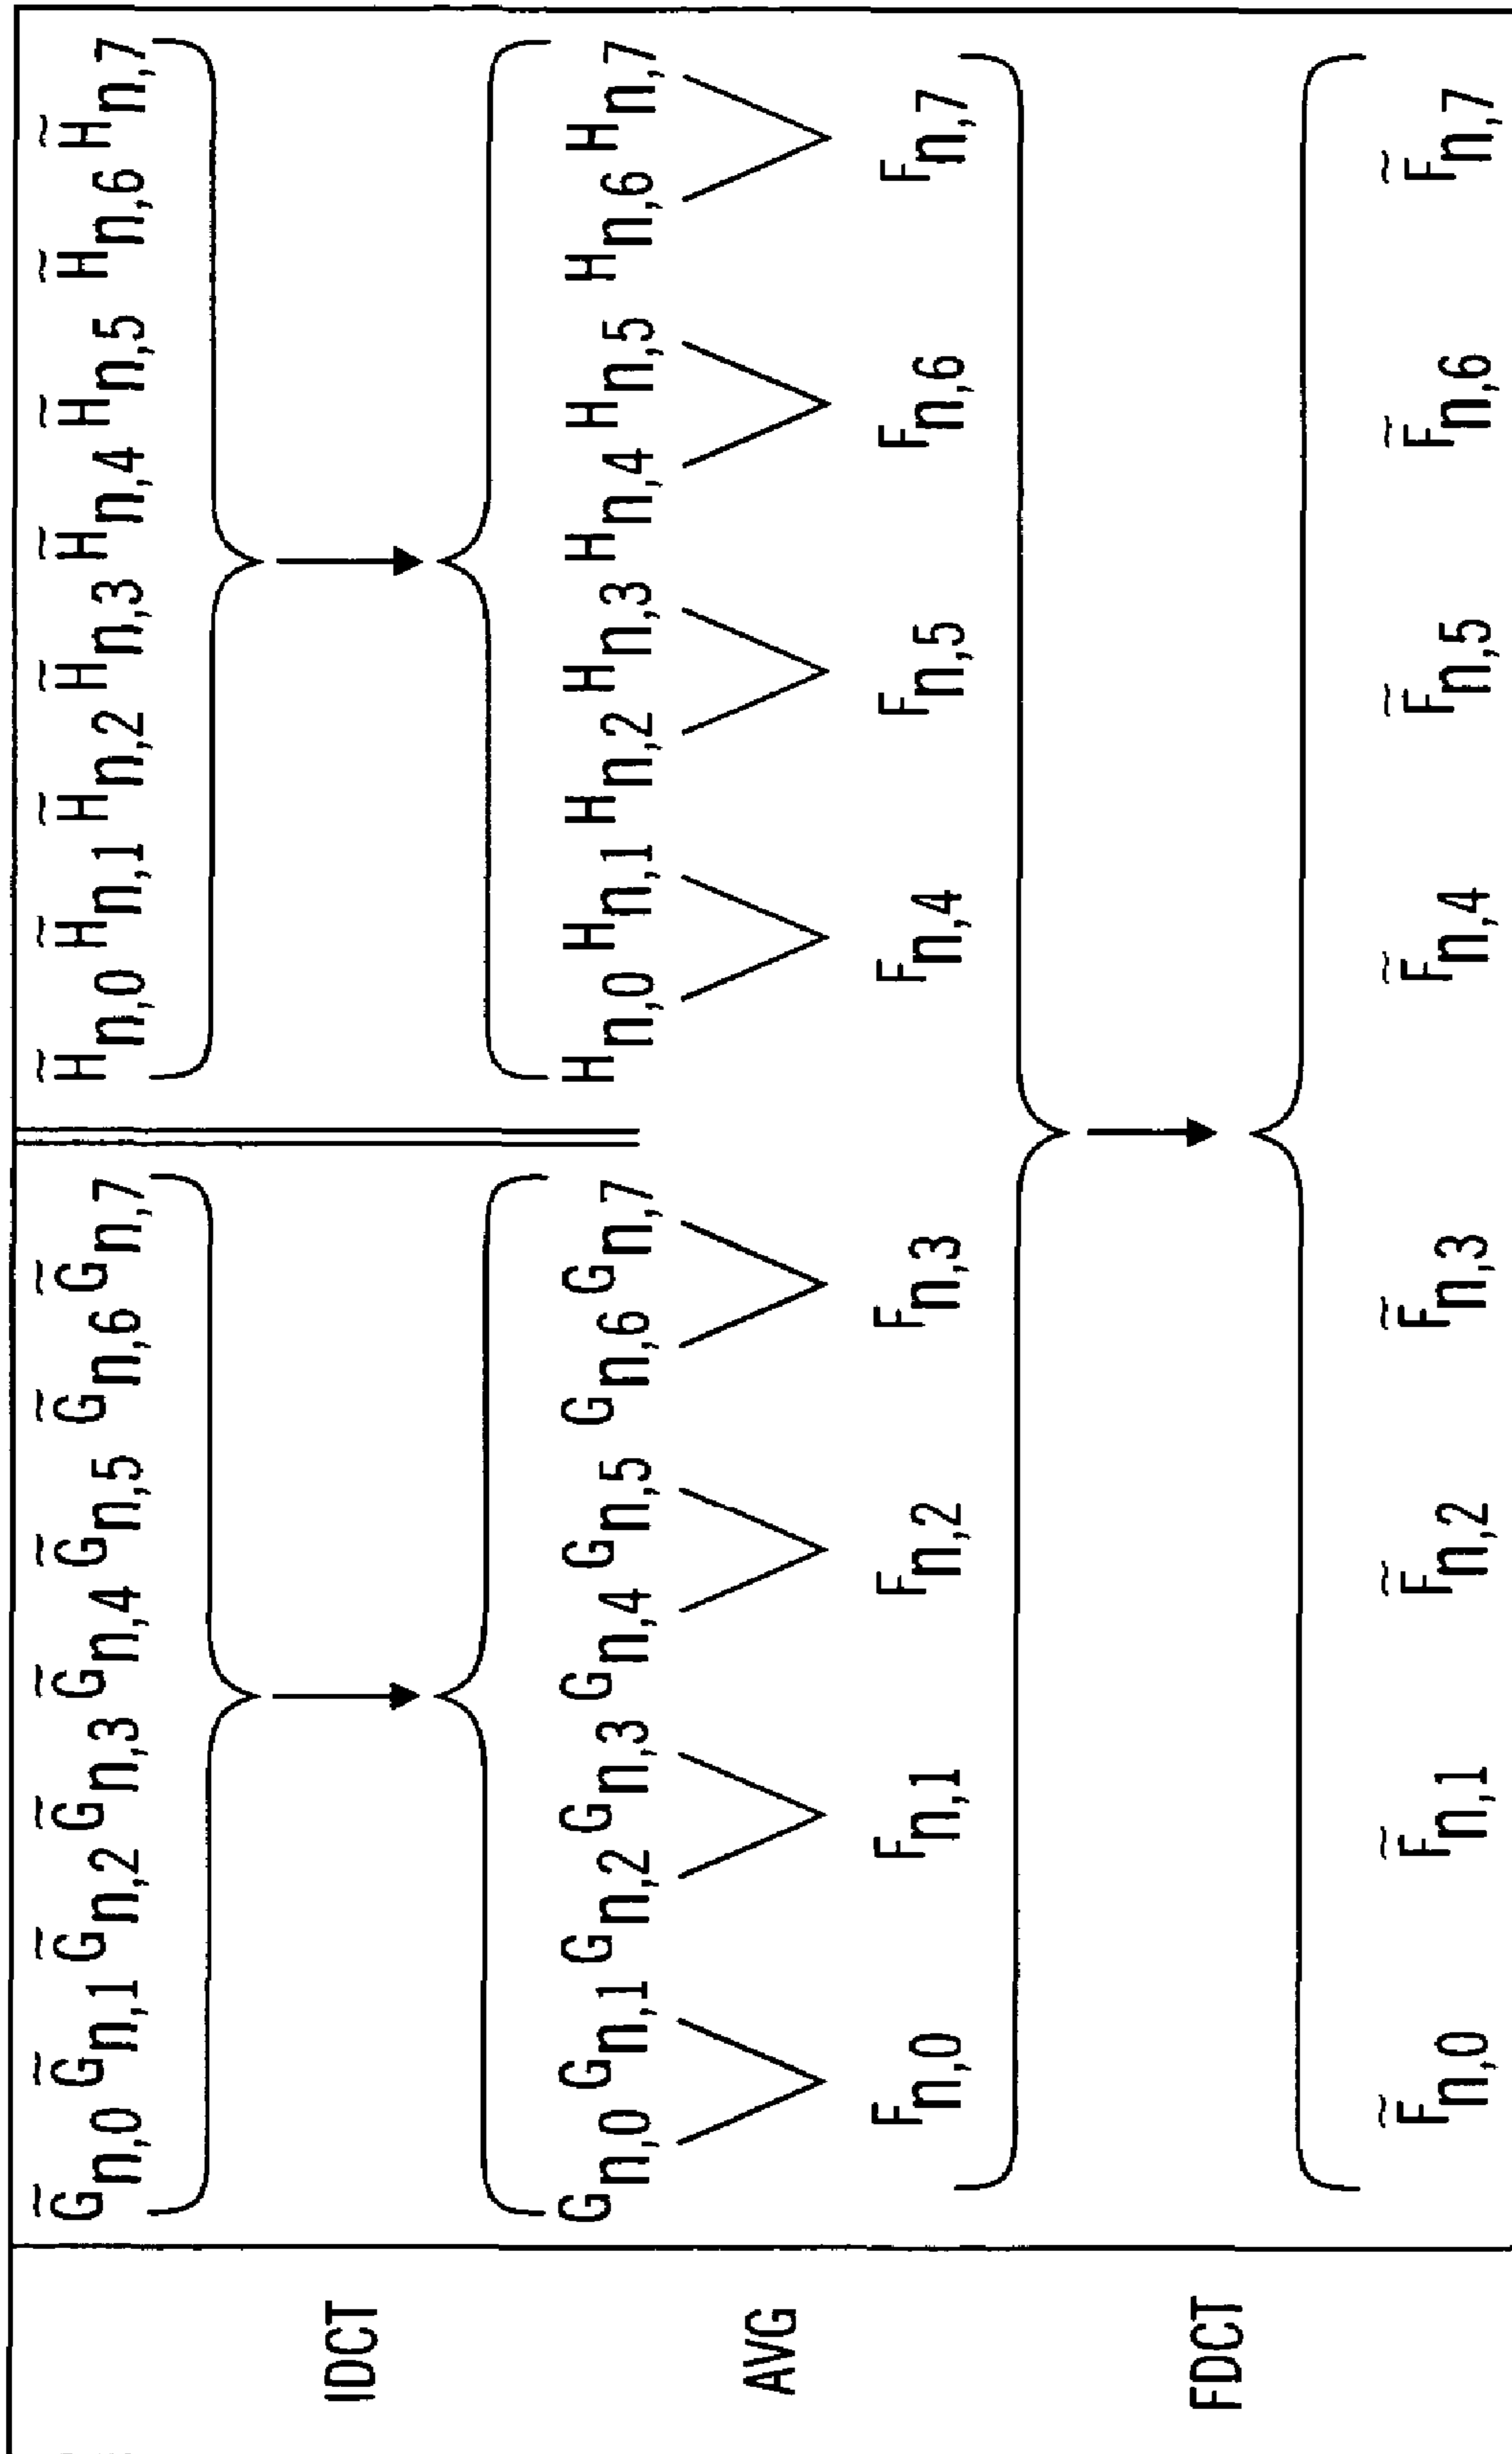 G̃n,0 G̃n,1 G̃n,2 G̃n,3 G̃n,4 G̃n,5 G̃n,6 G̃n,7 H̃n,0 H̃n,1 H̃n,2 H̃n,3 H̃n,4 H̃n,5 H̃n,6 H̃n,7
IDCT
Gn,0 Gn,1 Gn,2 Gn,3 Gn,4 Gn,5 Gn,6 Gn,7 Hn,0 Hn,1 Hn,2 Hn,3 Hn,4 Hn,5 Hn,6 Hn,7
AVG
Fn,0 Fn,1 Fn,2 Fn,3 Fn,4 Fn,5 Fn,6 Fn,7
FDCT
F̃n,0 F̃n,1 F̃n,2 F̃n,3 F̃n,4 F̃n,5 F̃n,6 F̃n,7